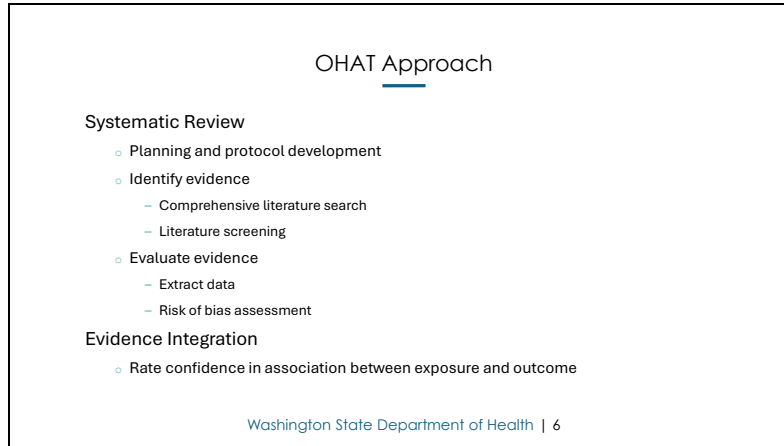 OHAT Approach
Systematic Review
○ Planning and protocol development
○ Identify evidence
– Comprehensive literature search
– Literature screening
○ Evaluate evidence
– Extract data
– Risk of bias assessment
Evidence Integration
○ Rate confidence in association between exposure and outcome
Washington State Department of Health | 6